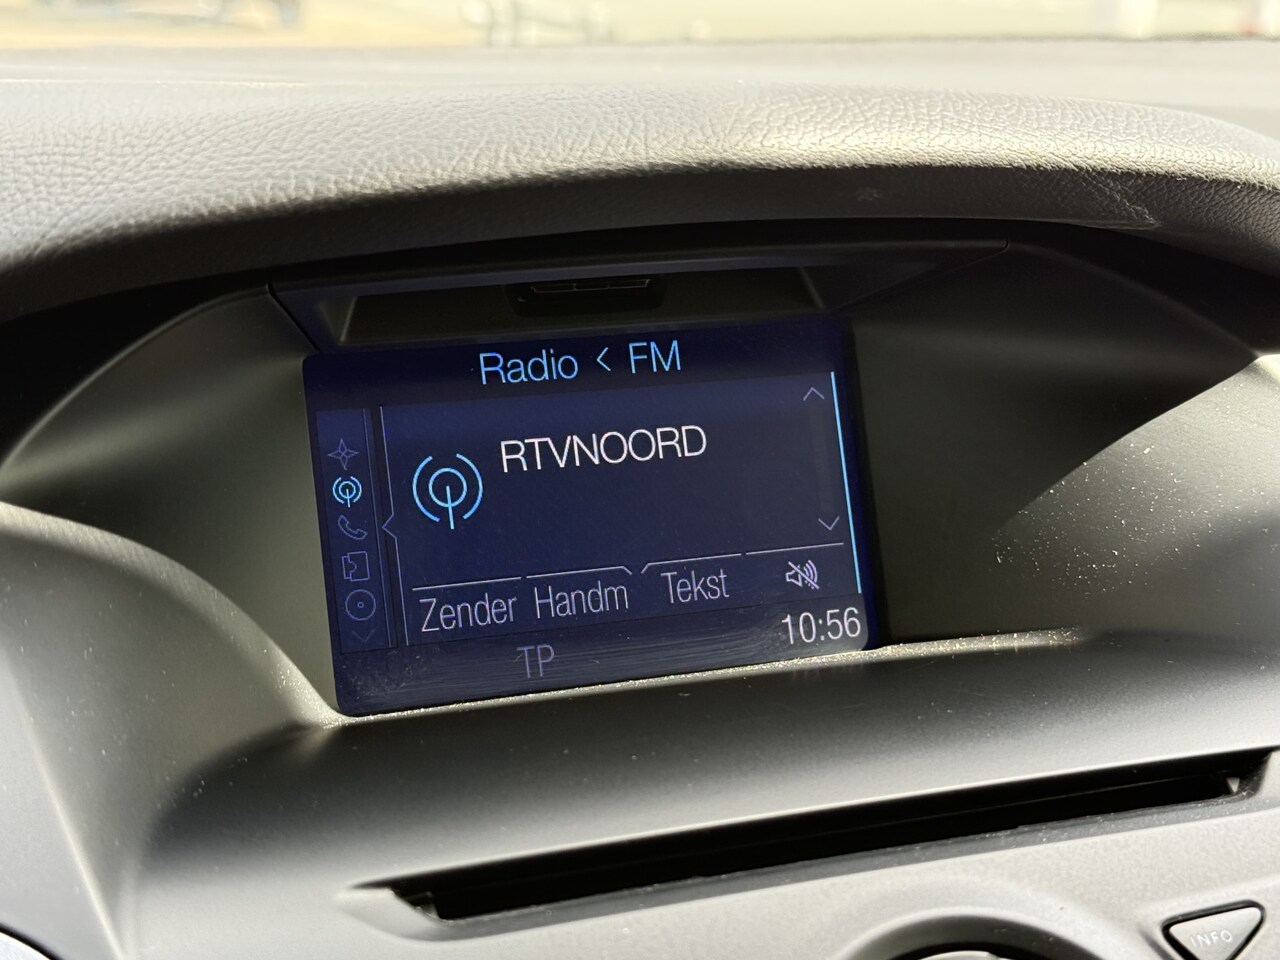 Radio < FM
RTVNOORD
Zender Handm Tekst
TP 10:56
INFO